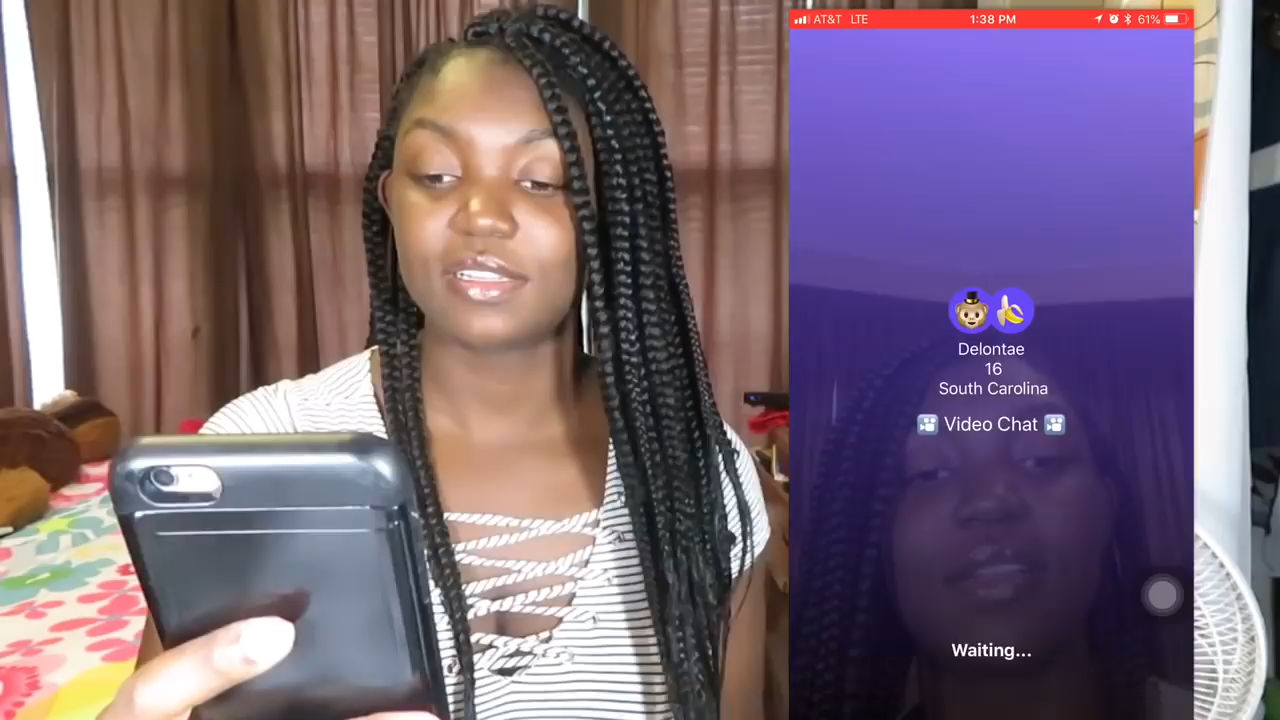 AT&T LTE 1:38 PM 61%
Delontae
16
South Carolina
Video Chat
Waiting...